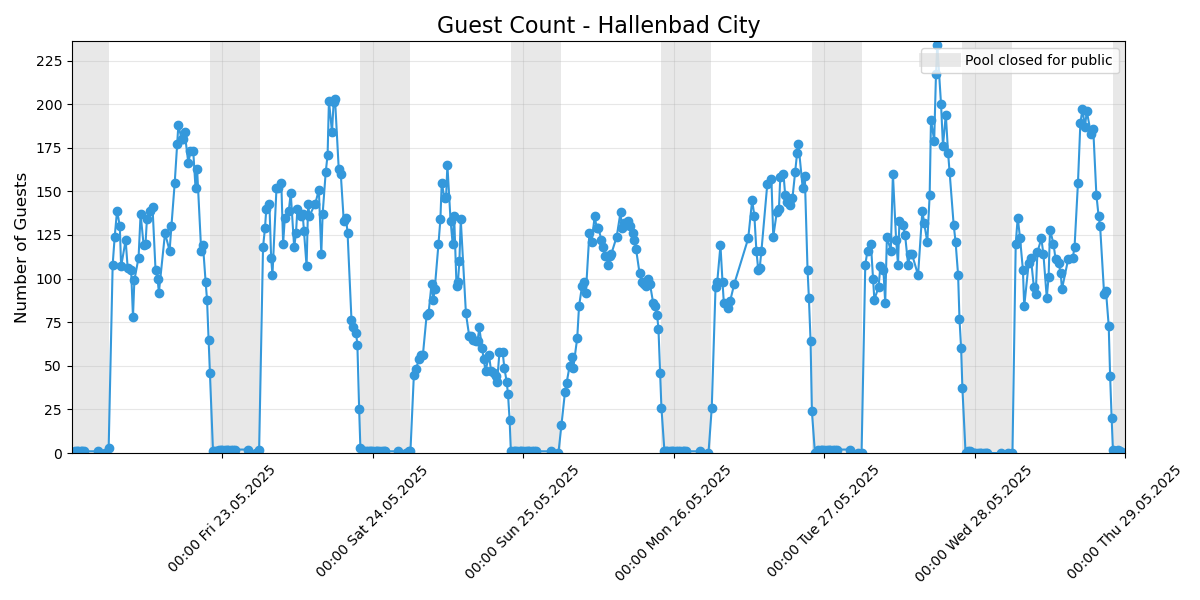 Guest Count - Hallenbad City
Pool closed for public
Number of Guests
225
200
175
150
125
100
75
50
25
0
00:00 Fri 23.05.2025
00:00 Sat 24.05.2025
00:00 Sun 25.05.2025
00:00 Mon 26.05.2025
00:00 Tue 27.05.2025
00:00 Wed 28.05.2025
00:00 Thu 29.05.2025